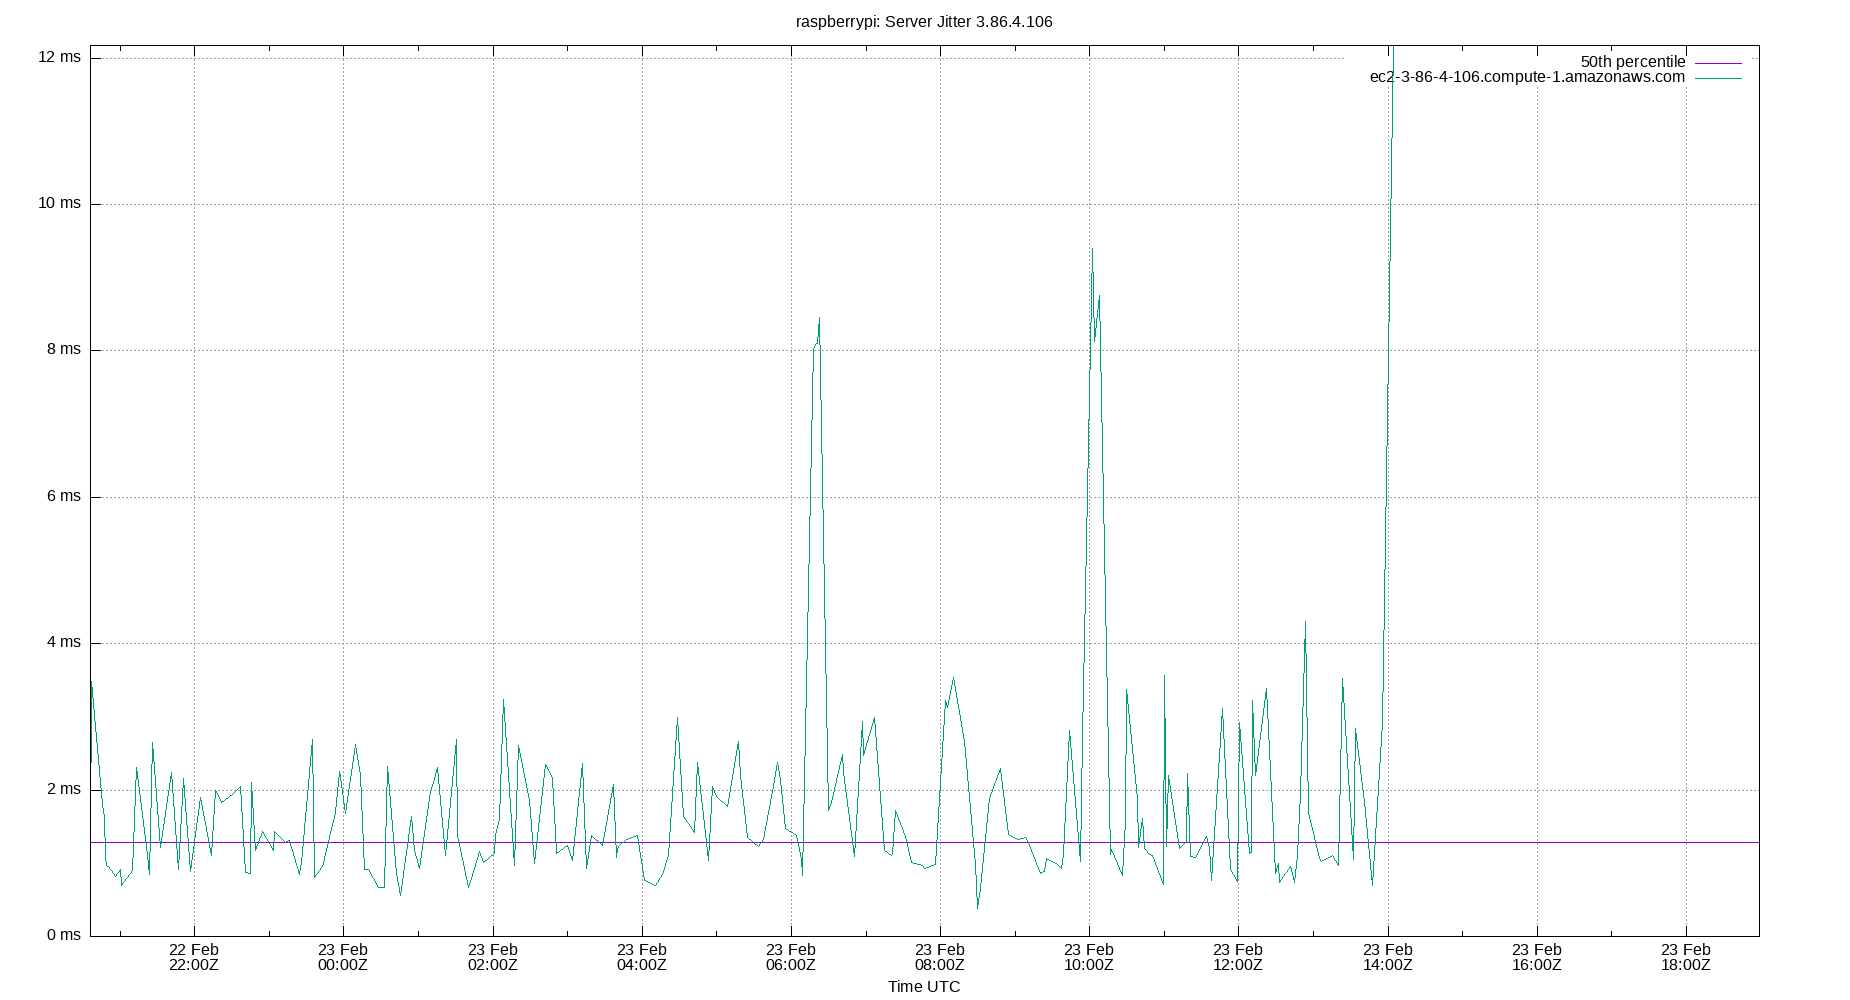 raspberrypi: Server Jitter 3.86.4.106
12 ms
10 ms
8 ms
6 ms
4 ms
2 ms
0 ms
50th percentile
ec2-3-86-4-106.compute-1.amazonaws.com
22 Feb 22:00Z
23 Feb 00:00Z
23 Feb 02:00Z
23 Feb 04:00Z
23 Feb 06:00Z
23 Feb 08:00Z
23 Feb 10:00Z
23 Feb 12:00Z
23 Feb 14:00Z
23 Feb 16:00Z
23 Feb 18:00Z
Time UTC